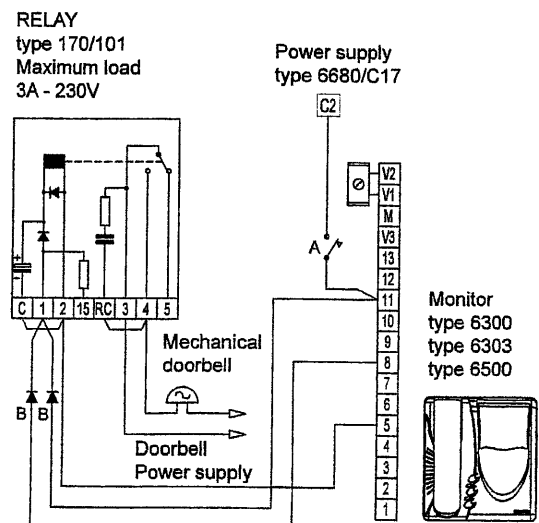 RELAY
type 170/101
Maximum load
3A - 230V
Power supply
type 6680/C17
C2
V2
V1
M
V3
13
12
11
10
9
8
7
6
5
4
3
2
1
A
+
-
C 1 2 15 RC 3 4 5
Mechanical
doorbell
B B
Doorbell
Power supply
Monitor
type 6300
type 6303
type 6500